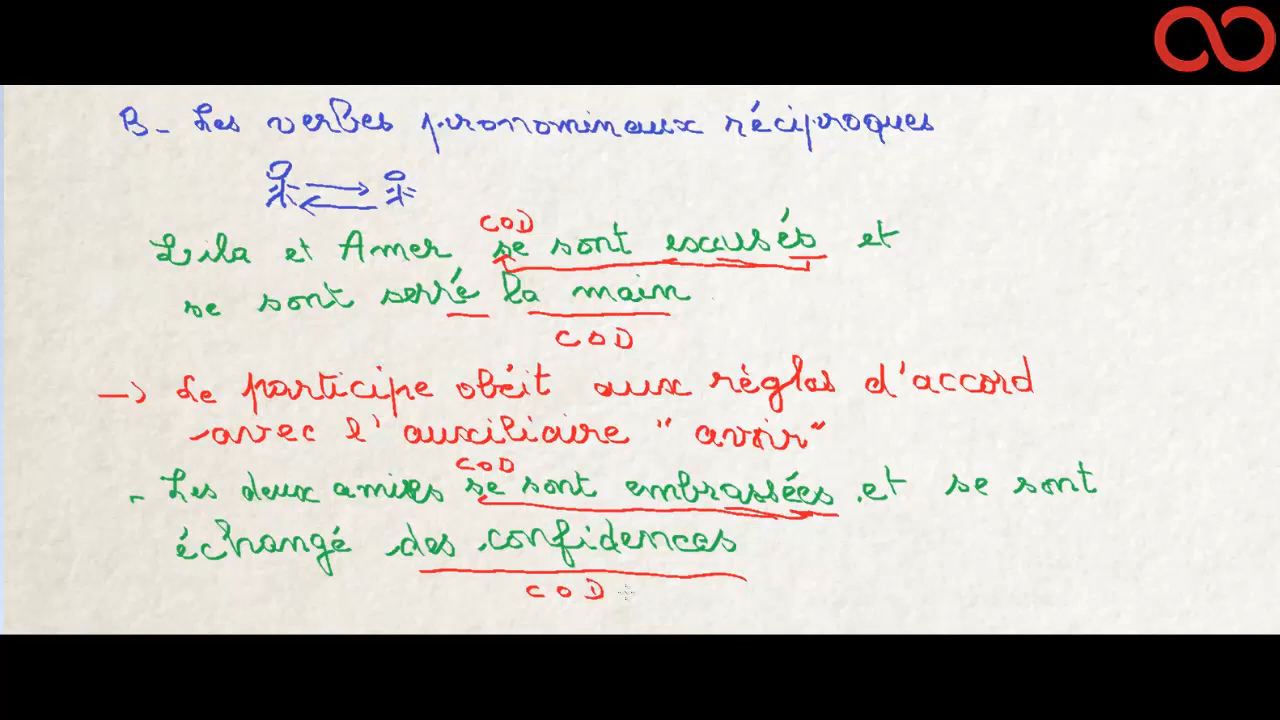 B- Les verbes pronominaux réciproques
COD
Lila et Amer se sont excusés et
se sont serré la main
COD
→ Le participe obéit aux règles d'accord
avec l'auxiliaire "avoir"
COD
- Les deux amies se sont embrassées et se sont
échangé des confidences
COD